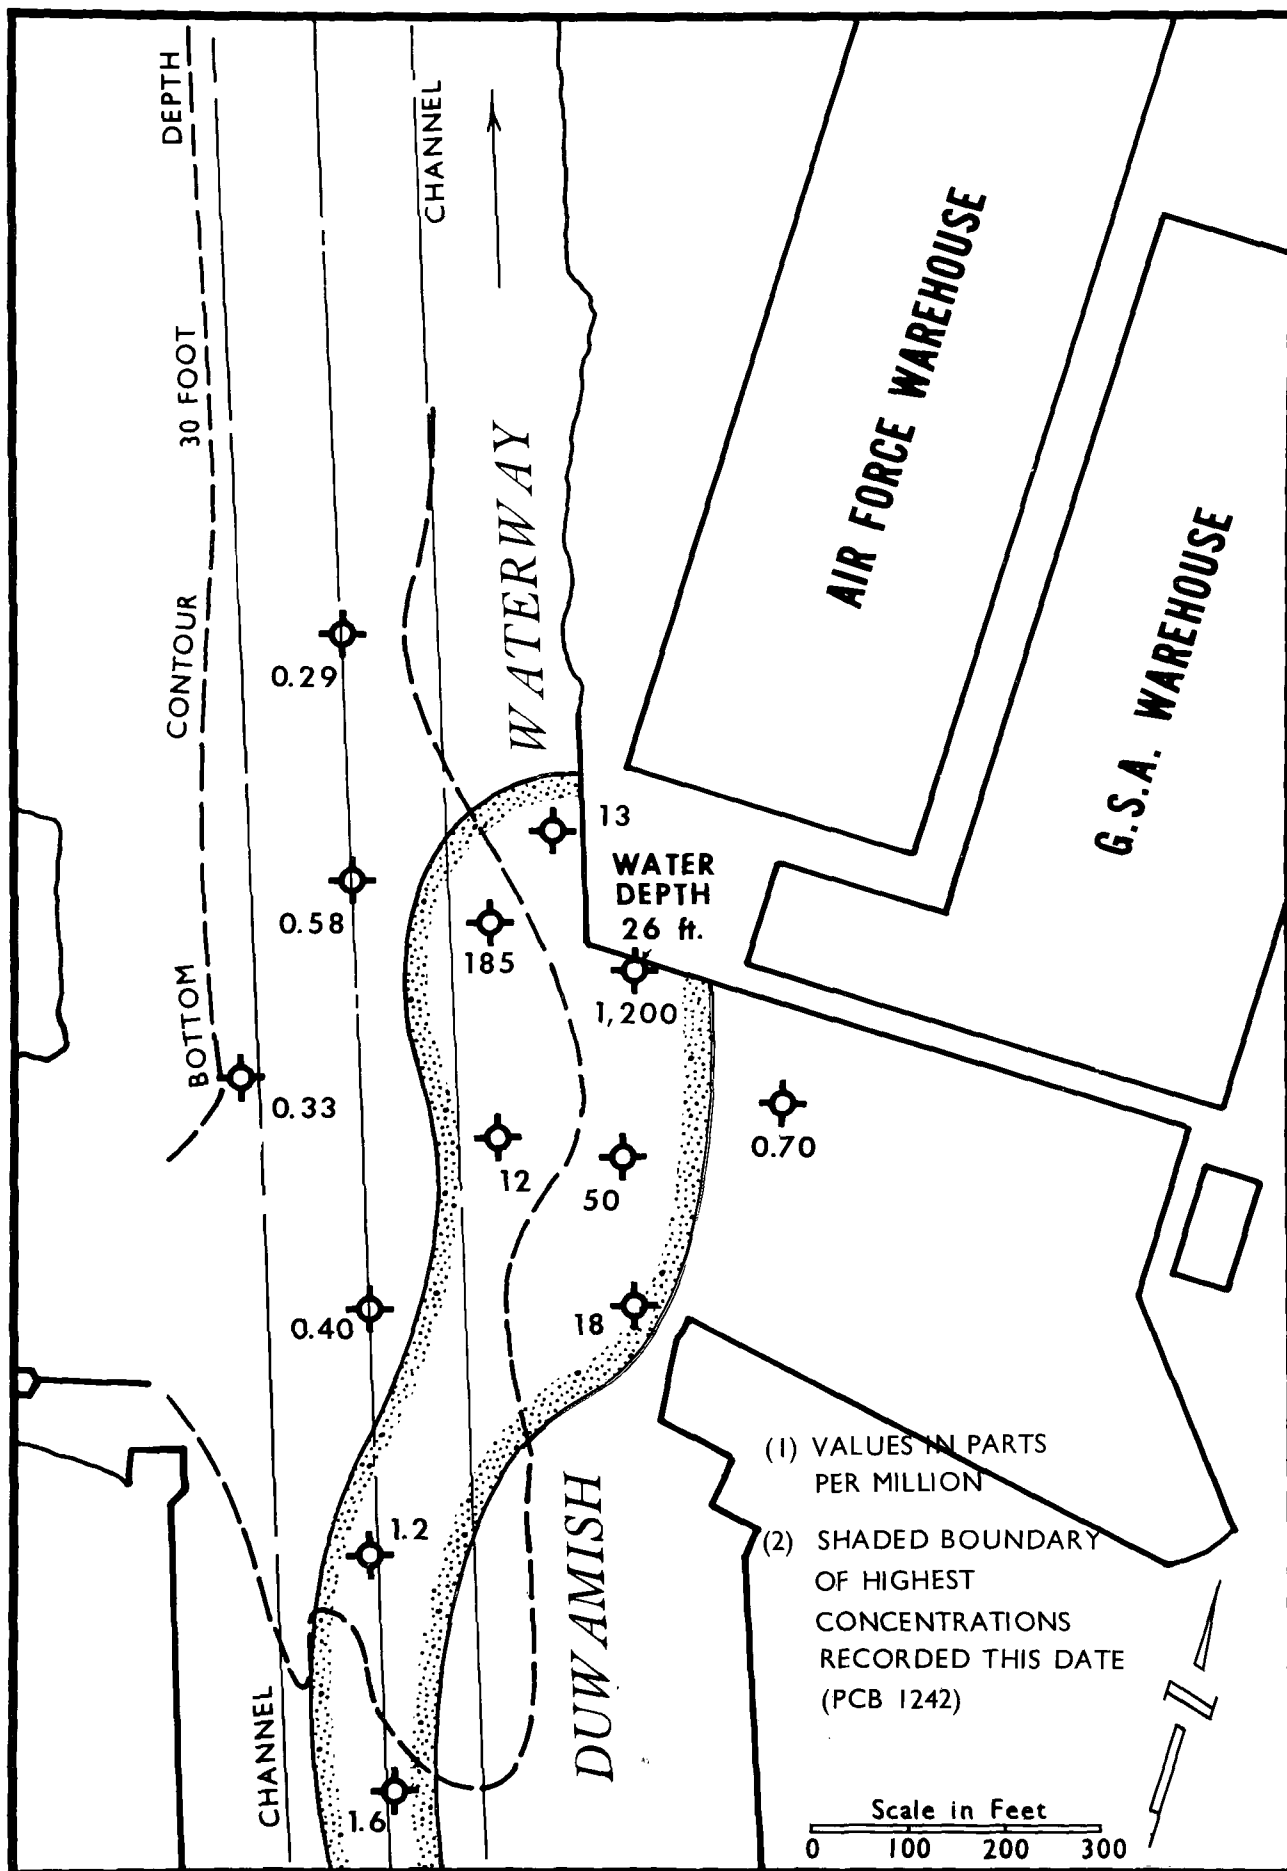 DEPTH
30 FOOT
CONTOUR
BOTTOM
CHANNEL
WATERWAY
AIR FORCE WAREHOUSE
G.S.A. WAREHOUSE
0.29
13
WATER
DEPTH
26 ft.
0.58
185
1,200
0.33
0.70
12
50
0.40
18
1.2
1.6
CHANNEL
DUWAMISH
(1) VALUES IN PARTS
PER MILLION
(2) SHADED BOUNDARY
OF HIGHEST
CONCENTRATIONS
RECORDED THIS DATE
(PCB 1242)
Scale in Feet
0 100 200 300